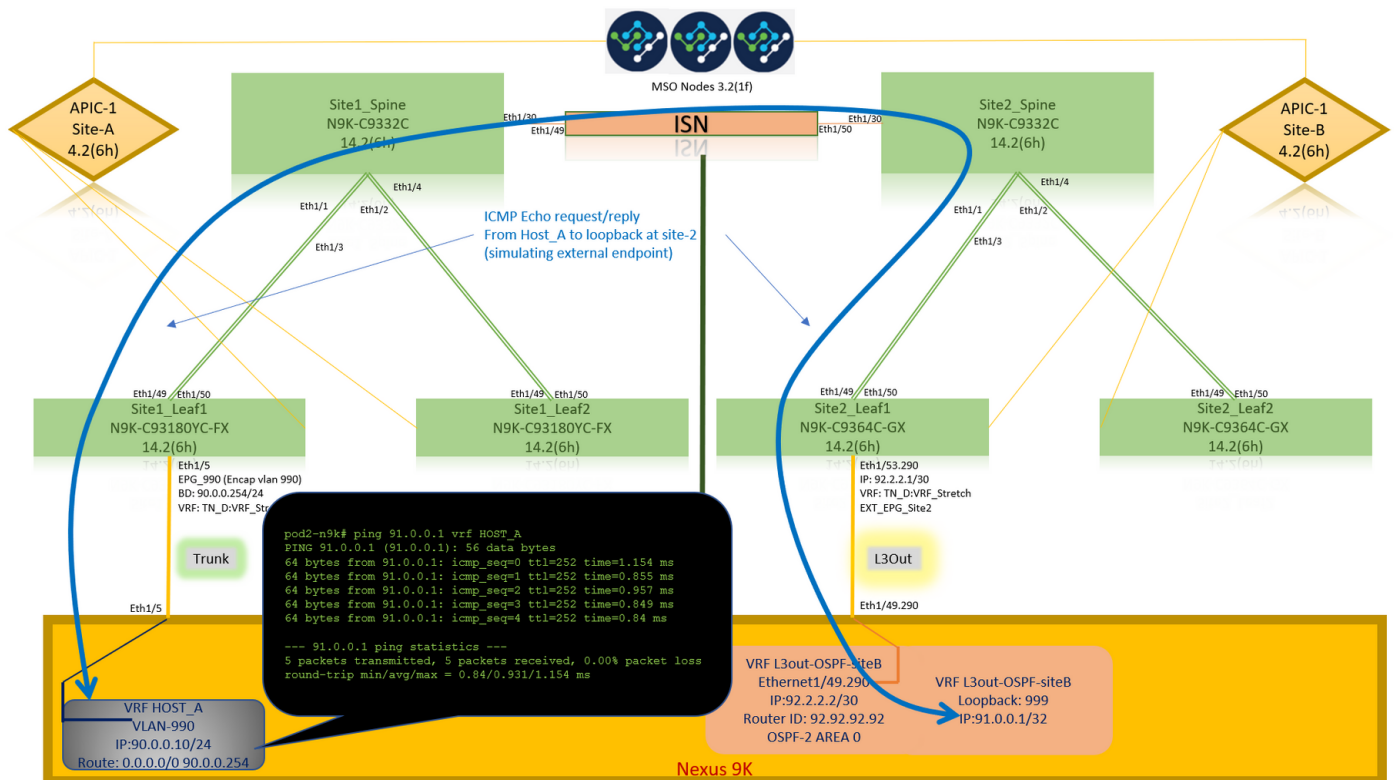 MSO Nodes 3.2(1f)
APIC-1
Site-A
4.2(6h)
Site1_Spine
N9K-C9332C
14.2(6h)
Eth1/30
Eth1/49
ISN
Eth1/30
Eth1/50
Site2_Spine
N9K-C9332C
14.2(6h)
APIC-1
Site-B
4.2(6h)
Eth1/4
Eth1/1
Eth1/2
Eth1/3
ICMP Echo request/reply
From Host_A to loopback at site-2
(simulating external endpoint)
Eth1/4
Eth1/1
Eth1/2
Eth1/3
Eth1/49
Eth1/50
Site1_Leaf1
N9K-C93180YC-FX
14.2(6h)
Eth1/49
Eth1/50
Site1_Leaf2
N9K-C93180YC-FX
14.2(6h)
Eth1/49
Eth1/50
Site2_Leaf1
N9K-C9364C-GX
14.2(6h)
Eth1/49
Eth1/50
Site2_Leaf2
N9K-C9364C-GX
14.2(6h)
Eth1/5
EPG_990 (Encap vlan 990)
BD: 90.0.0.254/24
VRF: TN_D:VRF_Str
Trunk
Eth1/5
Eth1/53.290
IP: 92.2.2.1/30
VRF: TN_D:VRF_Stretch
EXT_EPG_Site2
L3Out
Eth1/49.290
pod2-n9k# ping 91.0.0.1 vrf HOST_A
PING 91.0.0.1 (91.0.0.1): 56 data bytes
64 bytes from 91.0.0.1: icmp_seq=0 ttl=252 time=1.154 ms
64 bytes from 91.0.0.1: icmp_seq=1 ttl=252 time=0.855 ms
64 bytes from 91.0.0.1: icmp_seq=2 ttl=252 time=0.957 ms
64 bytes from 91.0.0.1: icmp_seq=3 ttl=252 time=0.849 ms
64 bytes from 91.0.0.1: icmp_seq=4 ttl=252 time=0.84 ms
--- 91.0.0.1 ping statistics ---
5 packets transmitted, 5 packets received, 0.00% packet loss
round-trip min/avg/max = 0.84/0.931/1.154 ms
VRF HOST_A
VLAN-990
IP:90.0.0.10/24
Route: 0.0.0.0/0 90.0.0.254
VRF L3out-OSPF-siteB
Ethernet1/49.290
IP:92.2.2.2/30
Router ID: 92.92.92.92
OSPF-2 AREA 0
VRF L3out-OSPF-siteB
Loopback: 999
IP:91.0.0.1/32
Nexus 9K